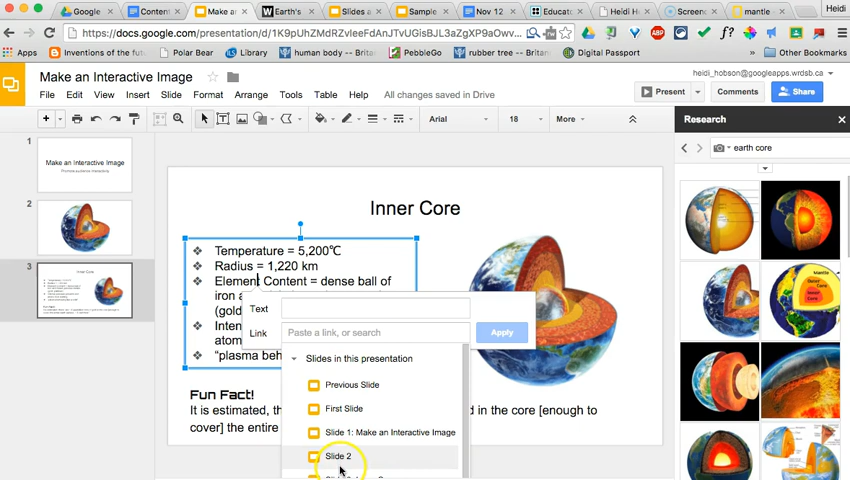 Google
Content
Make an
Earth's
Slides a
Sample
Nov 12
Educato
Heidi H
Screenc
mantle
Heidi
https://docs.google.com/presentation/d/1K9pUhZMdRZvIeeFdAnJTvUGisBJL3aZgXP9aOvw
Apps
Inventions of the futu
Polar Bear
Library
human body -- Britan
PebbleGo
rubber tree -- Britan
Digital Passport
Other Bookmarks
Make an Interactive Image
heidi_hobson@googleapps.wrdsb.ca
File Edit View Insert Slide Format Arrange Tools Table Help All changes saved in Drive
Present
Comments
Share
Arial
18
More
Research
earth core
1
Make an Interactive Image
2
3
Inner Core
Inner Core
Temperature = 5,200℃
Radius = 1,220 km
Element Content = dense ball of
iron a
(gold
Inten
atom
"plasma beh
Text
Link
Paste a link, or search
Apply
Slides in this presentation
Previous Slide
First Slide
Slide 1: Make an Interactive Image
Slide 2
Fun Fact!
It is estimated, th
d in the core [enough to
cover] the entire
Mantle
Inner
Core